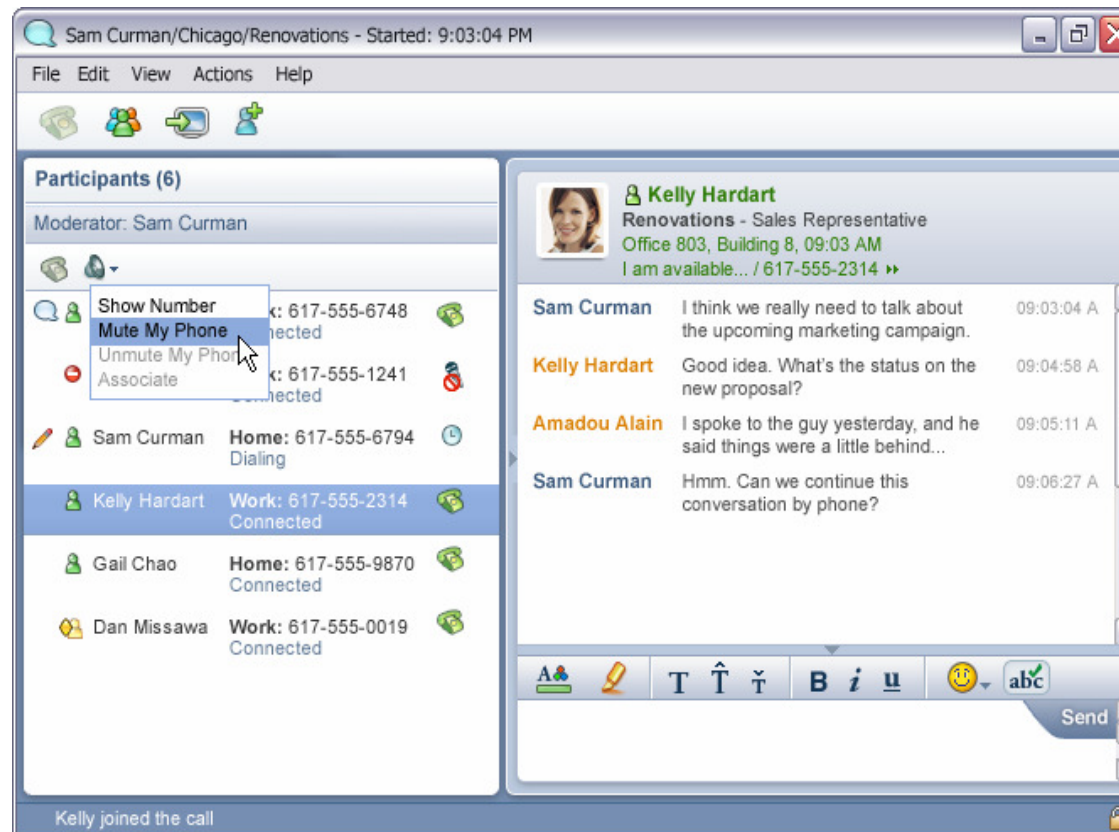 Sam Curman/Chicago/Renovations - Started: 9:03:04 PM
File Edit View Actions Help
Participants (6)
Moderator: Sam Curman
Show Number
Mute My Phone
Unmute My Phon
Associate
: 617-555-6748
nected
: 617-555-1241
Connected
Sam Curman Home: 617-555-6794
Dialing
Kelly Hardart Work: 617-555-2314
Connected
Gail Chao Home: 617-555-9870
Connected
Dan Missawa Work: 617-555-0019
Connected
Kelly Hardart
Renovations - Sales Representative
Office 803, Building 8, 09:03 AM
I am available... / 617-555-2314
Sam Curman I think we really need to talk about 09:03:04 A
the upcoming marketing campaign.
Kelly Hardart Good idea. What's the status on the 09:04:58 A
new proposal?
Amadou Alain I spoke to the guy yesterday, and he 09:05:11 A
said things were a little behind...
Sam Curman Hmm. Can we continue this 09:06:27 A
conversation by phone?
A T T T B i u abc
Send
Kelly joined the call